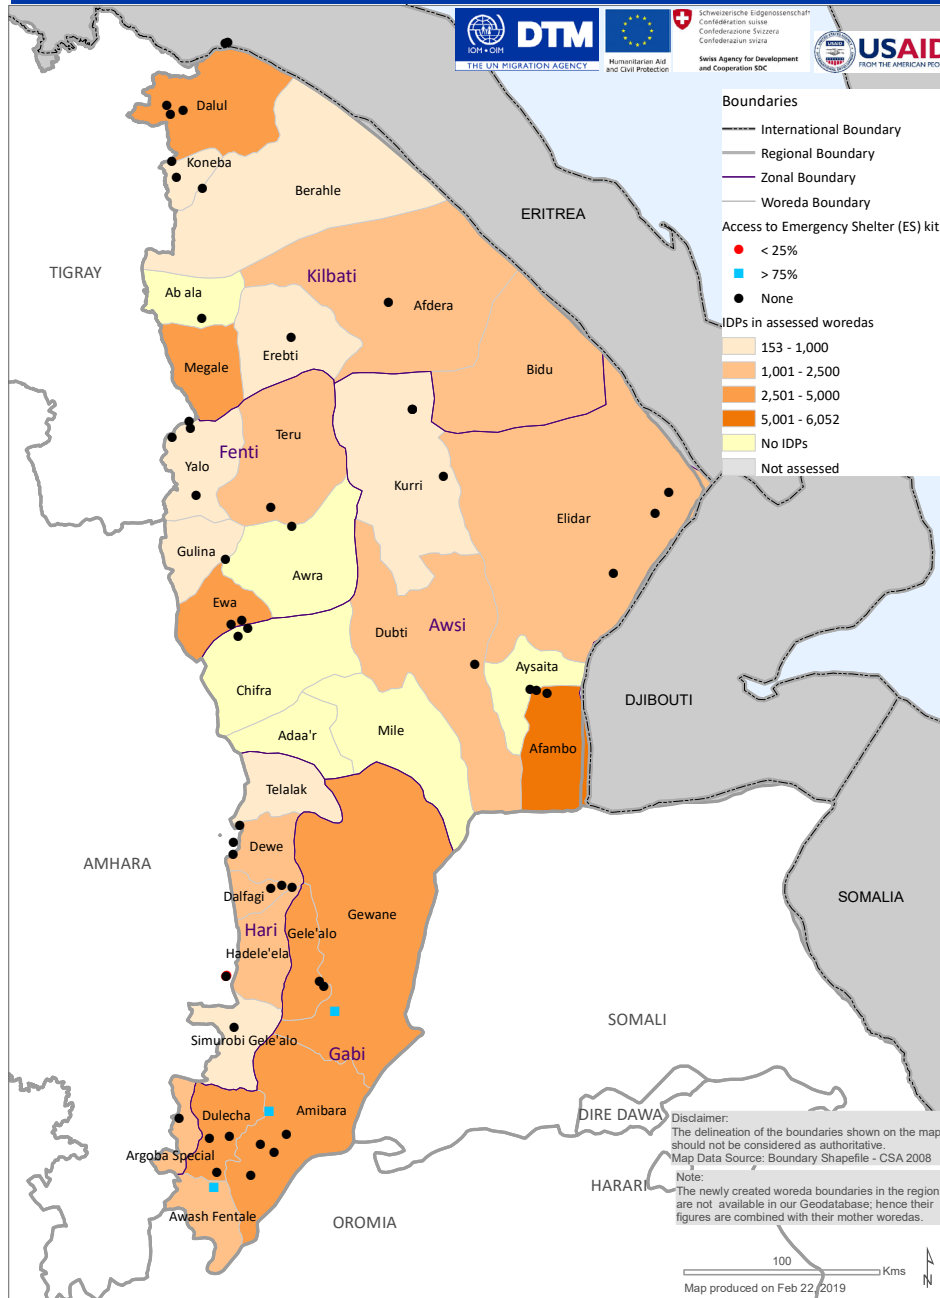 IOM • OIM
DTM
THE UN MIGRATION AGENCY
Humanitarian Aid
and Civil Protection
Schweizerische Eidgenossenschaft
Confédération suisse
Confederazione Svizzera
Confederaziun svizra
Swiss Agency for Development
and Cooperation SDC
USAID
FROM THE AMERICAN PEO
Boundaries
International Boundary
Regional Boundary
Zonal Boundary
Woreda Boundary
Access to Emergency Shelter (ES) kit
< 25%
> 75%
None
IDPs in assessed woredas
153 - 1,000
1,001 - 2,500
2,501 - 5,000
5,001 - 6,052
No IDPs
Not assessed
Dalul
Koneba
Berahle
ERITREA
TIGRAY
Kilbati
Ab ala
Afdera
Erebti
Megale
Bidu
Teru
Fenti
Yalo
Kurri
Elidar
Gulina
Awra
Ewa
Dubti
Awsi
Aysaita
Chifra
DJIBOUTI
Mile
Adaa'r
Afambo
Telalak
Dewe
AMHARA
Dalfagi
SOMALIA
Gewane
Hari
Gele'alo
Hadele'ela
SOMALI
Simurobi Gele'alo
Gabi
Amibara
Dulecha
DIRE DAWA
Argoba Special
HARARI
Awash Fentale
OROMIA
Disclaimer:
The delineation of the boundaries shown on the map
should not be considered as authoritative.
Map Data Source: Boundary Shapefile - CSA 2008
Note:
The newly created woreda boundaries in the region
are not available in our Geodatabase; hence their
figures are combined with their mother woredas.
100
Kms
N
Map produced on Feb 22, 2019